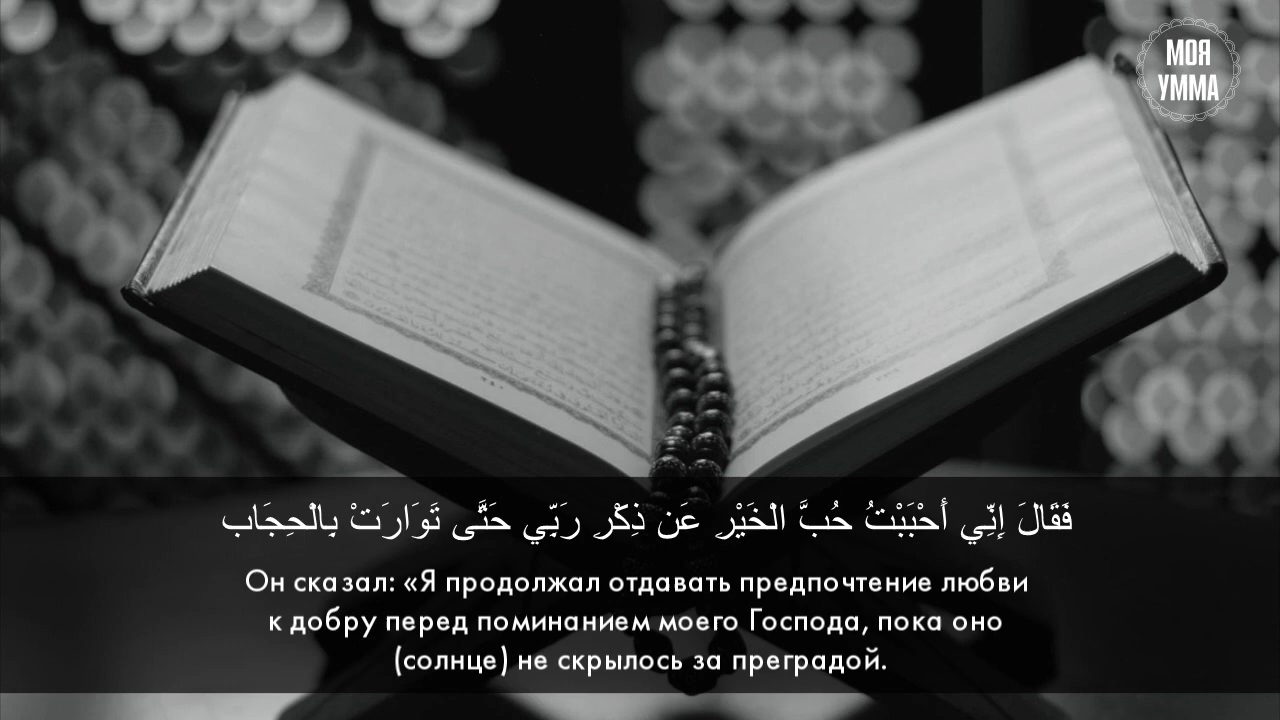 МОЯ
УММА
فَقَالَ إِنِّي أَحْبَبْتُ حُبَّ الْخَيْرِ عَن ذِكْرِ رَبِّي حَتَّى تَوَارَتْ بِالْحِجَابِ
Он сказал: «Я продолжал отдавать предпочтение любви
к добру перед поминанием моего Господа, пока оно
(солнце) не скрылось за преградой.